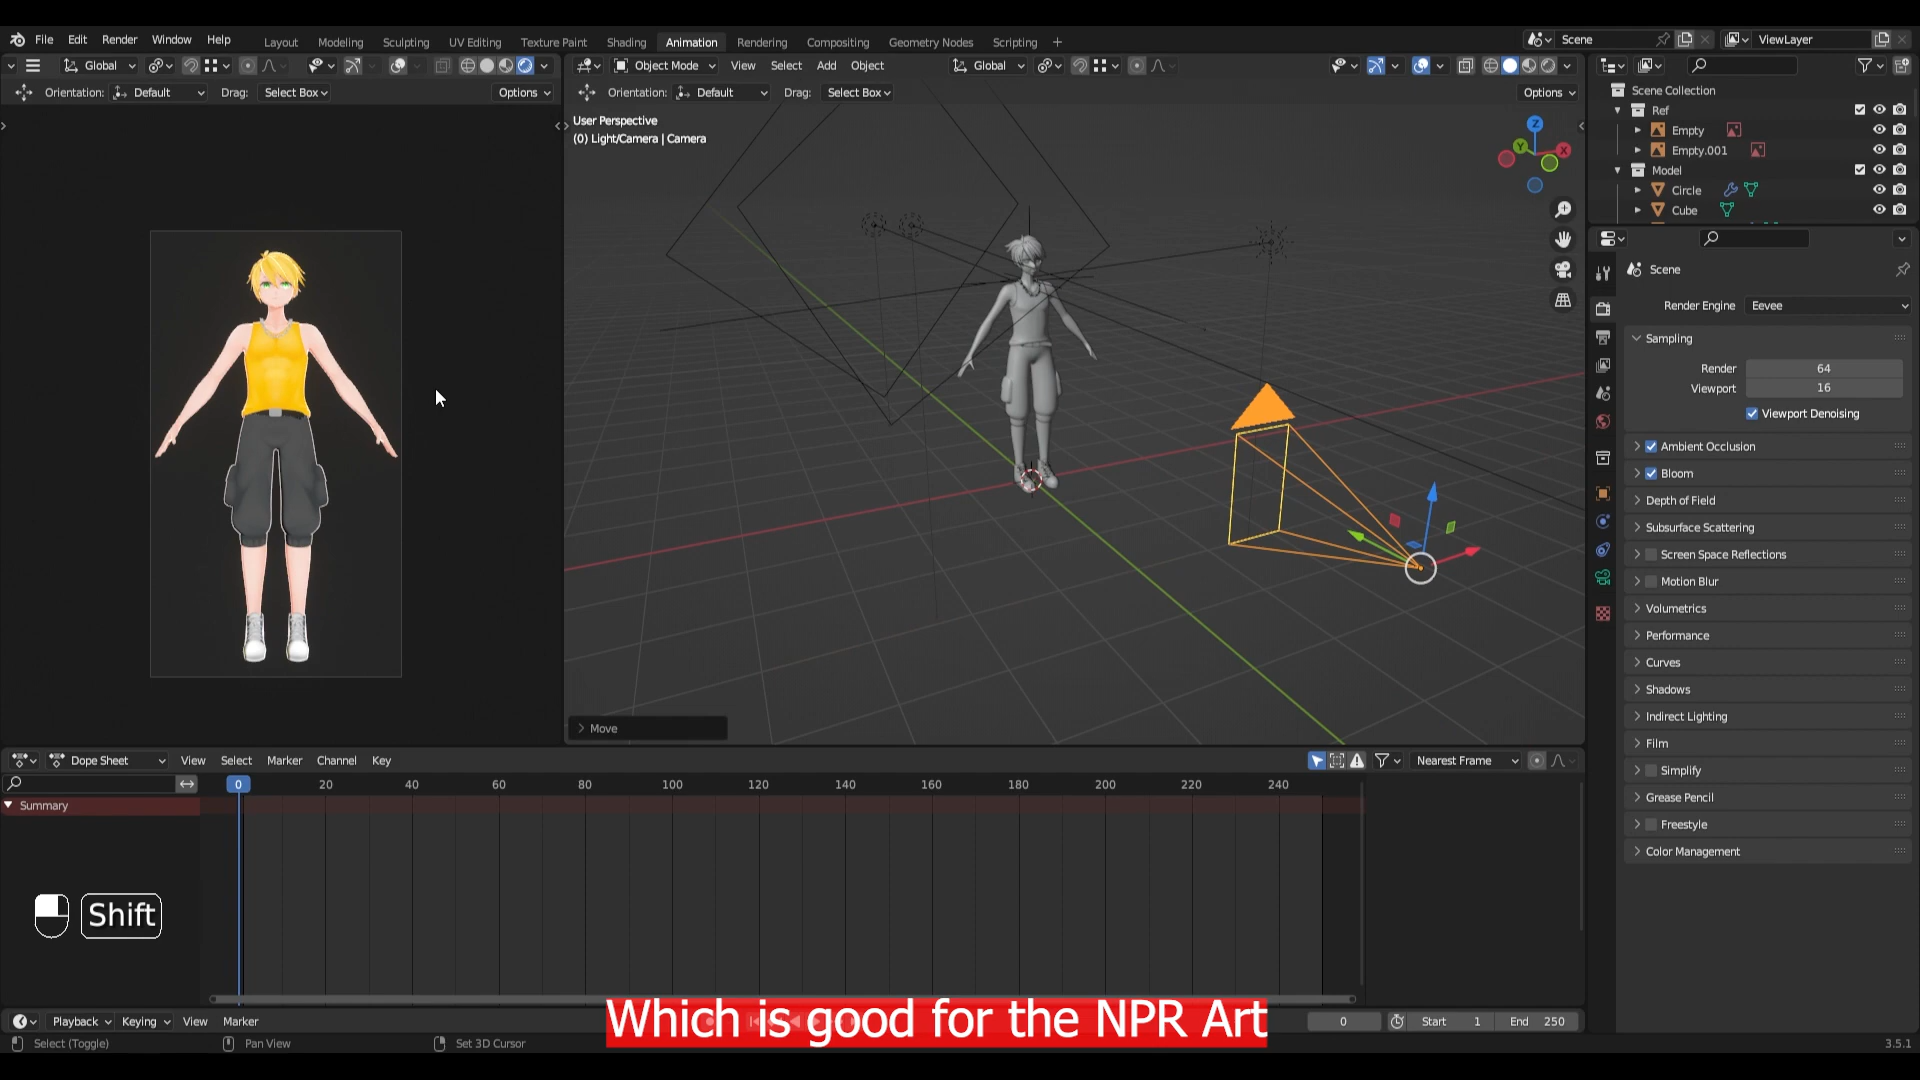 File Edit Render Window Help Layout Modeling Sculpting UV Editing Texture Paint Shading Animation Rendering Compositing Geometry Nodes Scripting + Scene ViewLayer
Global Object Mode View Select Add Object Global
Orientation: Default Drag: Select Box Options Orientation: Default Drag: Select Box Options
User Perspective
(0) Light/Camera | Camera
Z
Y
X
Move
Scene Collection
Ref
Empty
Empty.001
Model
Circle
Cube
Scene
Render Engine Eevee
Sampling
Render 64
Viewport 16
Viewport Denoising
Ambient Occlusion
Bloom
Depth of Field
Subsurface Scattering
Screen Space Reflections
Motion Blur
Volumetrics
Performance
Curves
Shadows
Indirect Lighting
Film
Simplify
Grease Pencil
Freestyle
Color Management
Dope Sheet View Select Marker Channel Key Nearest Frame
0 20 40 60 80 100 120 140 160 180 200 220 240
Summary
Shift
Which is good for the NPR Art
Playback Keying View Marker 0 Start 1 End 250
Select (Toggle) Pan View Set 3D Cursor 3.5.1